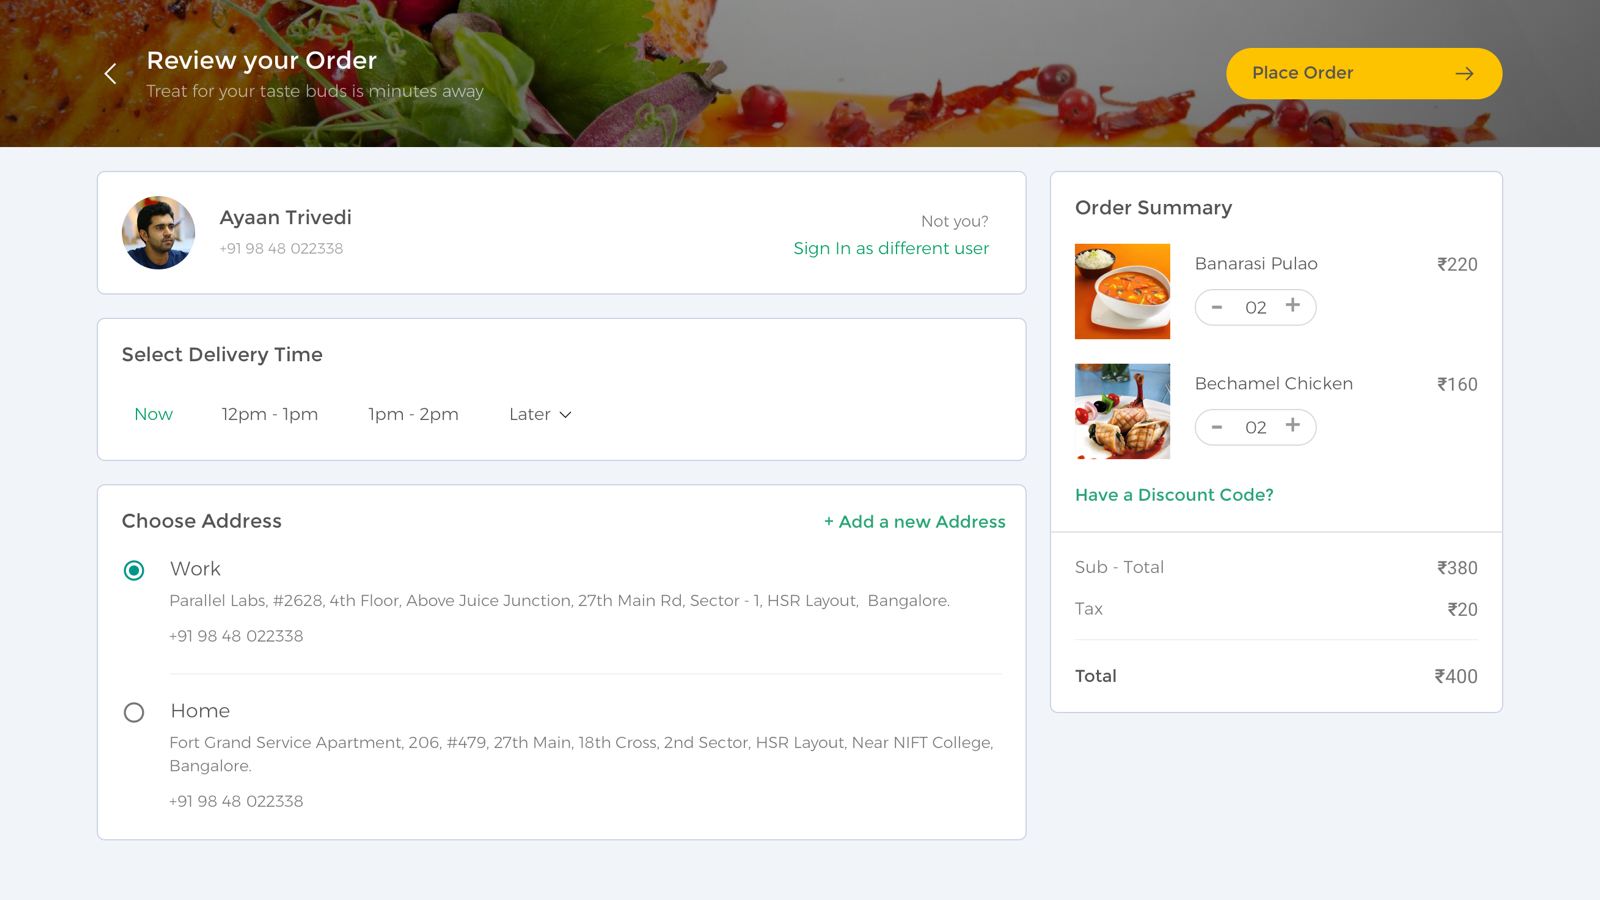 Review your Order
Treat for your taste buds is minutes away
Place Order
Ayaan Trivedi
+91 98 48 022338
Not you?
Sign In as different user
Select Delivery Time
Now 12pm - 1pm 1pm - 2pm Later
Choose Address
+ Add a new Address
Work
Parallel Labs, #2628, 4th Floor, Above Juice Junction, 27th Main Rd, Sector - 1, HSR Layout, Bangalore.
+91 98 48 022338
Home
Fort Grand Service Apartment, 206, #479, 27th Main, 18th Cross, 2nd Sector, HSR Layout, Near NIFT College,
Bangalore.
+91 98 48 022338
Order Summary
Banarasi Pulao ₹220
- 02 +
Bechamel Chicken ₹160
- 02 +
Have a Discount Code?
Sub - Total ₹380
Tax ₹20
Total ₹400